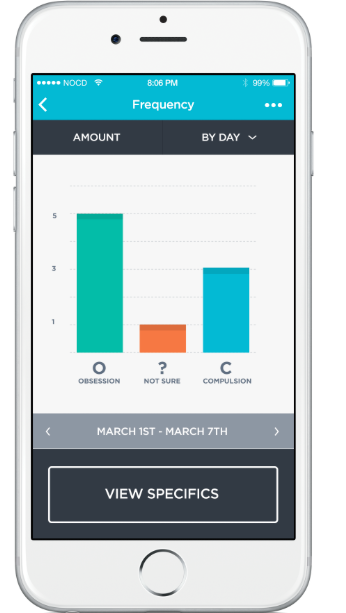 NOCD 8:06 PM 99%
Frequency
AMOUNT BY DAY
5
3
1
O ? C
OBSESSION NOT SURE COMPULSION
MARCH 1ST - MARCH 7TH
VIEW SPECIFICS